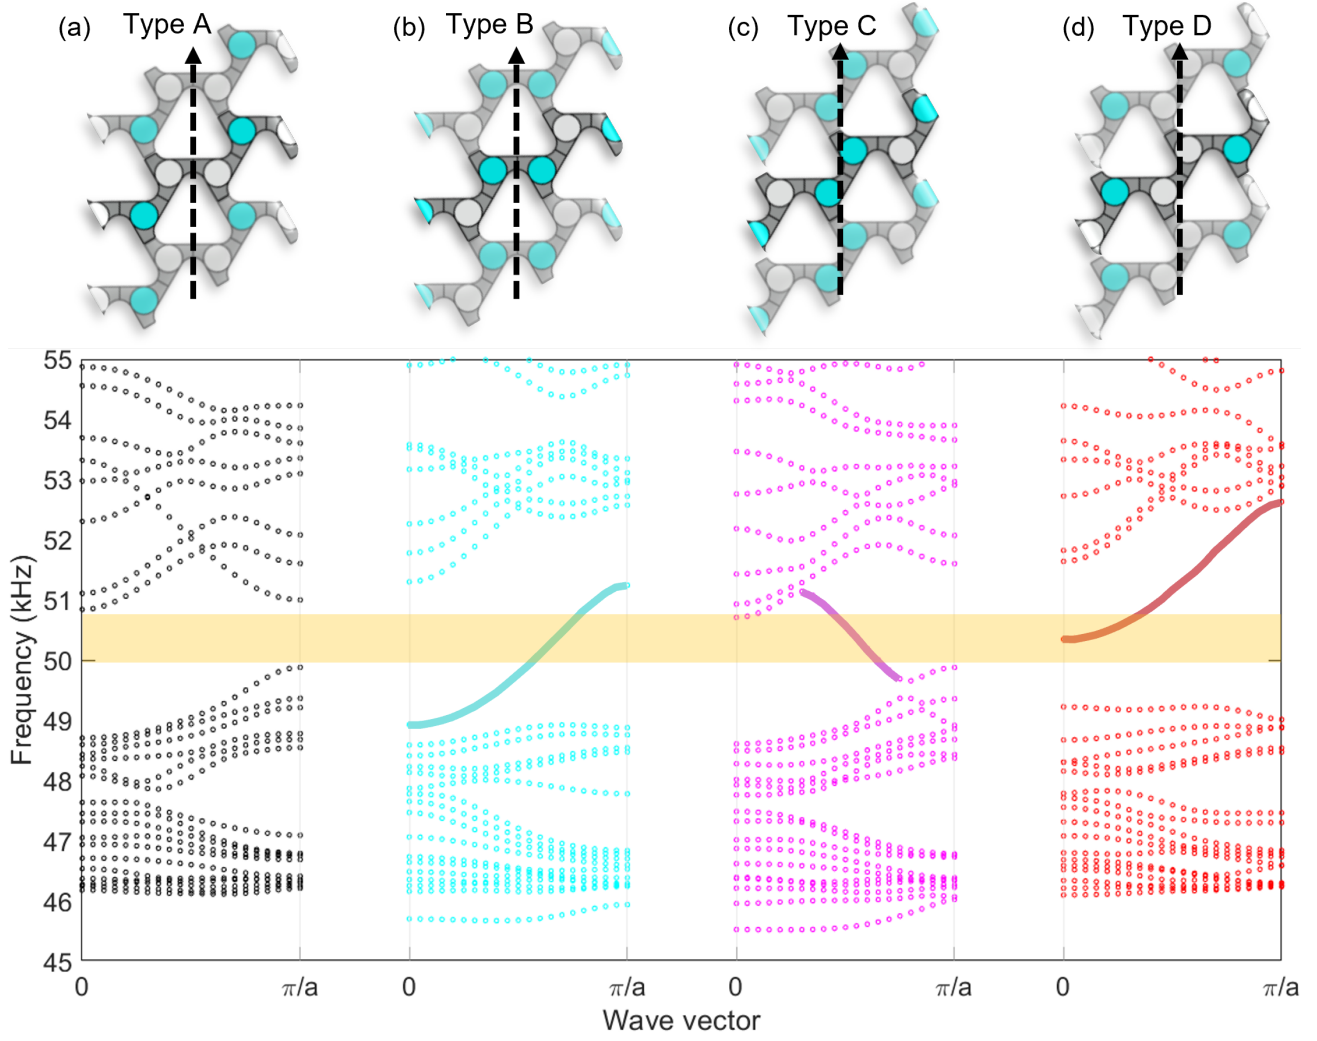 (a) Type A (b) Type B (c) Type C (d) Type D
55
54
53
52
51
50
49
48
47
46
45
Frequency (kHz)
0 π/a 0 π/a 0 π/a 0 π/a
Wave vector